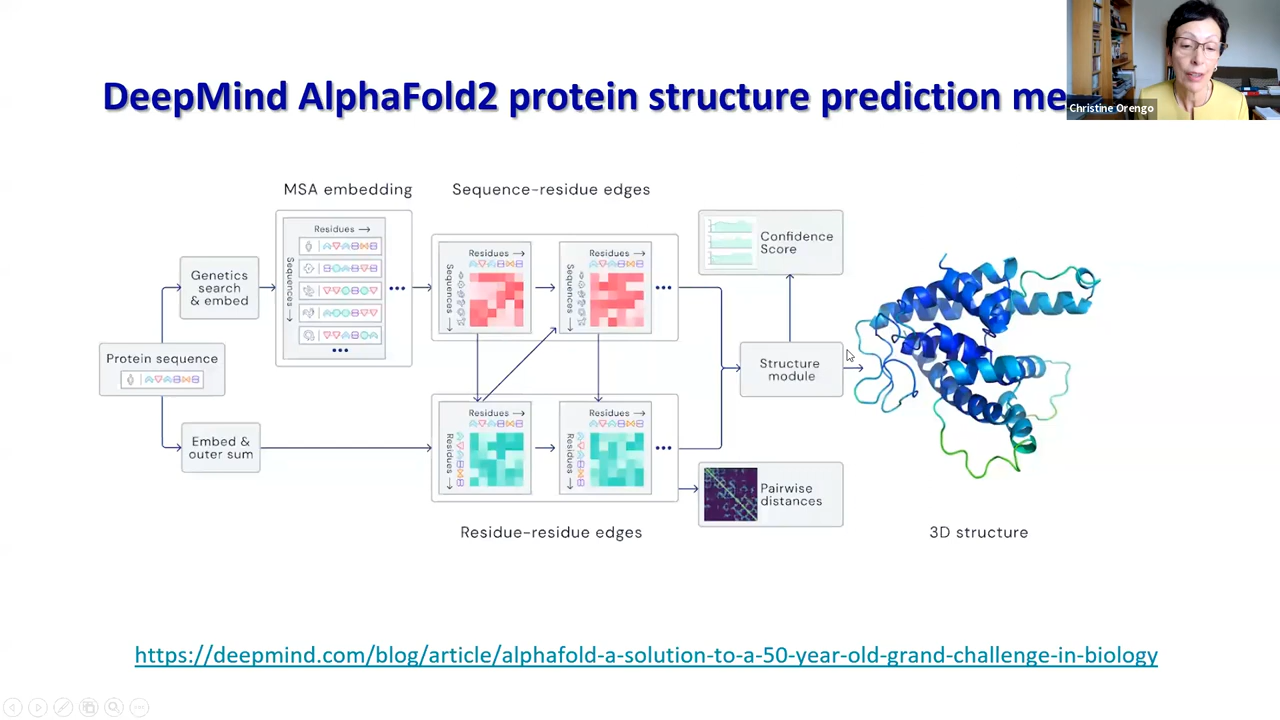 DeepMind AlphaFold2 protein structure prediction me
Christine Orengo
MSA embedding
Sequence-residue edges
Residues →
Sequences →
Genetics
search
& embed
Protein sequence
Embed &
outer sum
Residues →
Sequences →
Residues →
Sequences →
Residues →
Residues →
Residues →
Residues →
Confidence
Score
Structure
module
Pairwise
distances
Residue-residue edges
3D structure
https://deepmind.com/blog/article/alphafold-a-solution-to-a-50-year-old-grand-challenge-in-biology